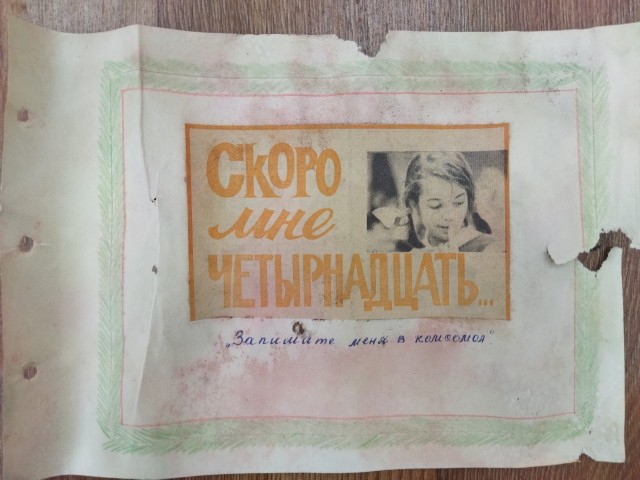 СКОРО
мне
ЧЕТЫРНАДЦАТЬ...
„Запишите меня в комсомол".